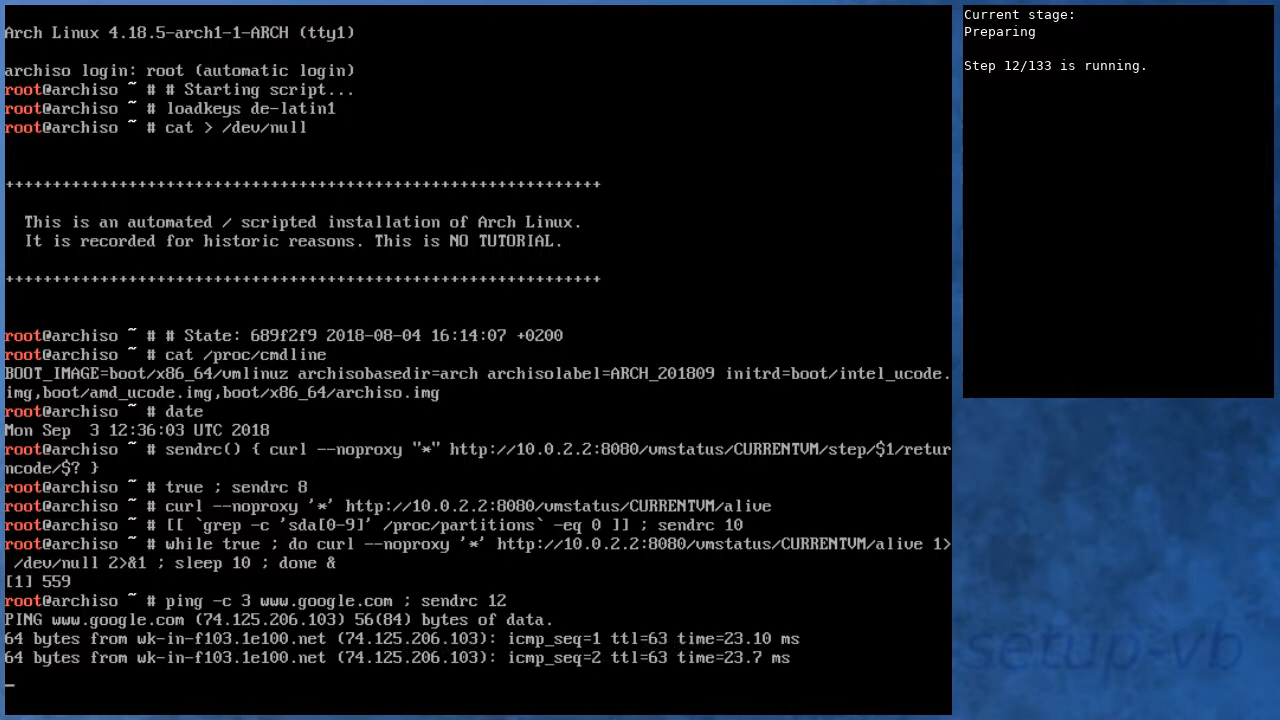 Arch Linux 4.18.5-arch1-1-ARCH (tty1)
archiso login: root (automatic login)
root@archiso ~ # # Starting script...
root@archiso ~ # loadkeys de-latin1
root@archiso ~ # cat > /dev/null
+++++++++++++++++++++++++++++++++++++++++++++++++++++++++++++++
This is an automated / scripted installation of Arch Linux.
It is recorded for historic reasons. This is NO TUTORIAL.
+++++++++++++++++++++++++++++++++++++++++++++++++++++++++++++++
root@archiso ~ # # State: 689f2f9 2018-08-04 16:14:07 +0200
root@archiso ~ # cat /proc/cmdline
BOOT_IMAGE=boot/x86_64/vmlinuz archisobasedir=arch archisolabel=ARCH_201809 initrd=boot/intel_ucode.
img,boot/amd_ucode.img,boot/x86_64/archiso.img
root@archiso ~ # date
Mon Sep  3 12:36:03 UTC 2018
root@archiso ~ # sendrc() { curl --noproxy "*" http://10.0.2.2:8080/vmstatus/CURRENTVM/step/$1/retur
ncode/$? }
root@archiso ~ # true ; sendrc 8
root@archiso ~ # curl --noproxy '*' http://10.0.2.2:8080/vmstatus/CURRENTVM/alive
root@archiso ~ # [[ `grep -c 'sda[0-9]' /proc/partitions` -eq 0 ]] ; sendrc 10
root@archiso ~ # while true ; do curl --noproxy '*' http://10.0.2.2:8080/vmstatus/CURRENTVM/alive 1>
/dev/null 2>&1 ; sleep 10 ; done &
[1] 559
root@archiso ~ # ping -c 3 www.google.com ; sendrc 12
PING www.google.com (74.125.206.103) 56(84) bytes of data.
64 bytes from wk-in-f103.1e100.net (74.125.206.103): icmp_seq=1 ttl=63 time=23.10 ms
64 bytes from wk-in-f103.1e100.net (74.125.206.103): icmp_seq=2 ttl=63 time=23.7 ms
Current stage:
Preparing
Step 12/133 is running.
setup-vb